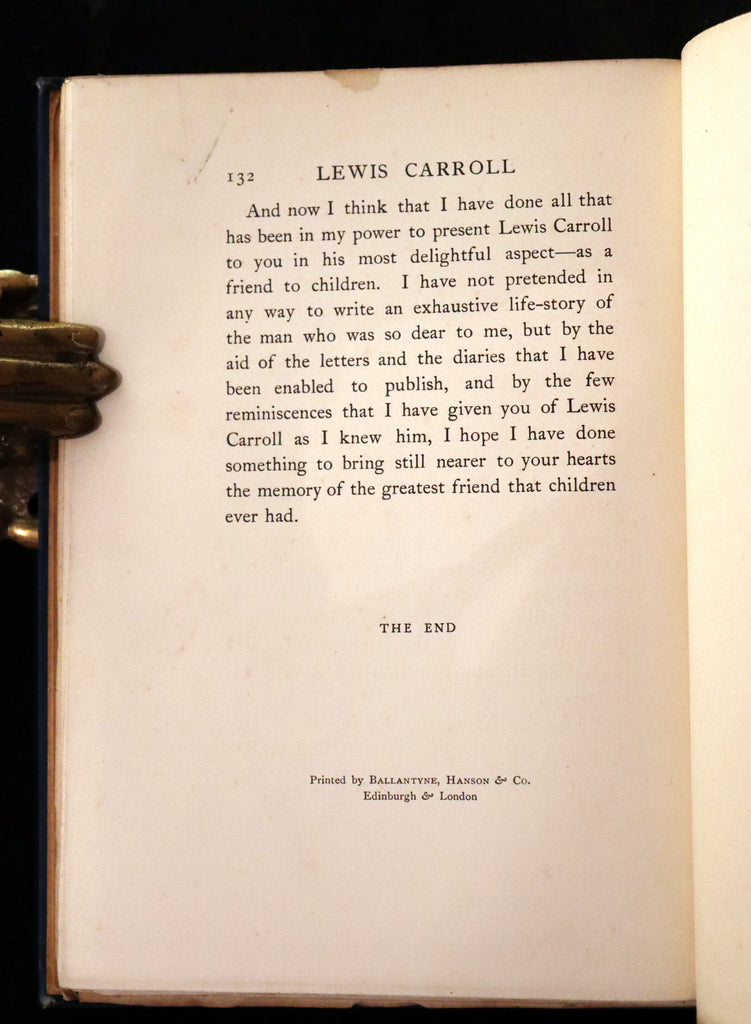 132 LEWIS CARROLL
And now I think that I have done all that
has been in my power to present Lewis Carroll
to you in his most delightful aspect—as a
friend to children. I have not pretended in
any way to write an exhaustive life-story of
the man who was so dear to me, but by the
aid of the letters and the diaries that I have
been enabled to publish, and by the few
reminiscences that I have given you of Lewis
Carroll as I knew him, I hope I have done
something to bring still nearer to your hearts
the memory of the greatest friend that children
ever had.
THE END
Printed by BALLANTYNE, HANSON & Co.
Edinburgh & London